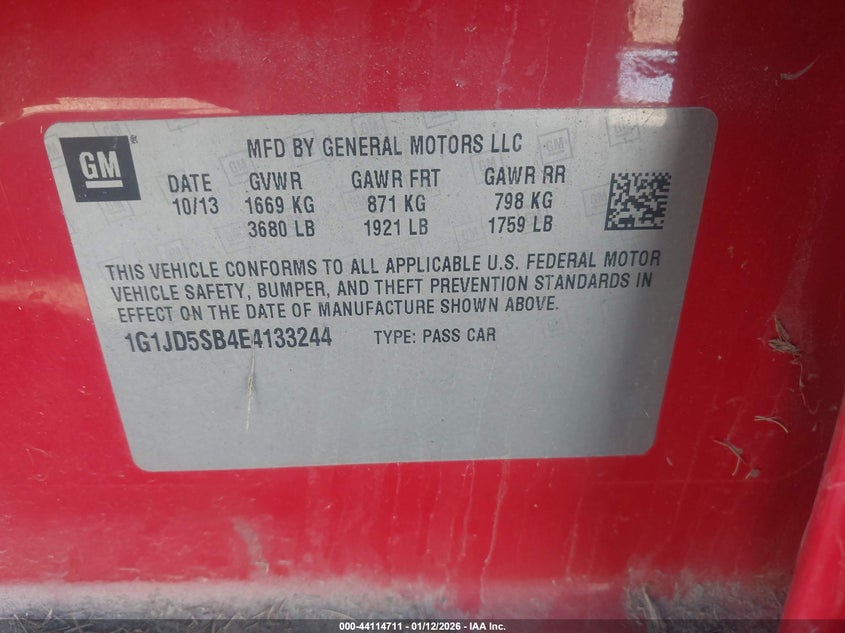 GM
MFD BY GENERAL MOTORS LLC
DATE GVWR GAWR FRT GAWR RR
10/13 1669 KG 871 KG 798 KG
3680 LB 1921 LB 1759 LB
THIS VEHICLE CONFORMS TO ALL APPLICABLE U.S. FEDERAL MOTOR
VEHICLE SAFETY, BUMPER, AND THEFT PREVENTION STANDARDS IN
EFFECT ON THE DATE OF MANUFACTURE SHOWN ABOVE.
1G1JD5SB4E4133244 TYPE: PASS CAR
000-44114711 - 01/12/2026 - IAA Inc.